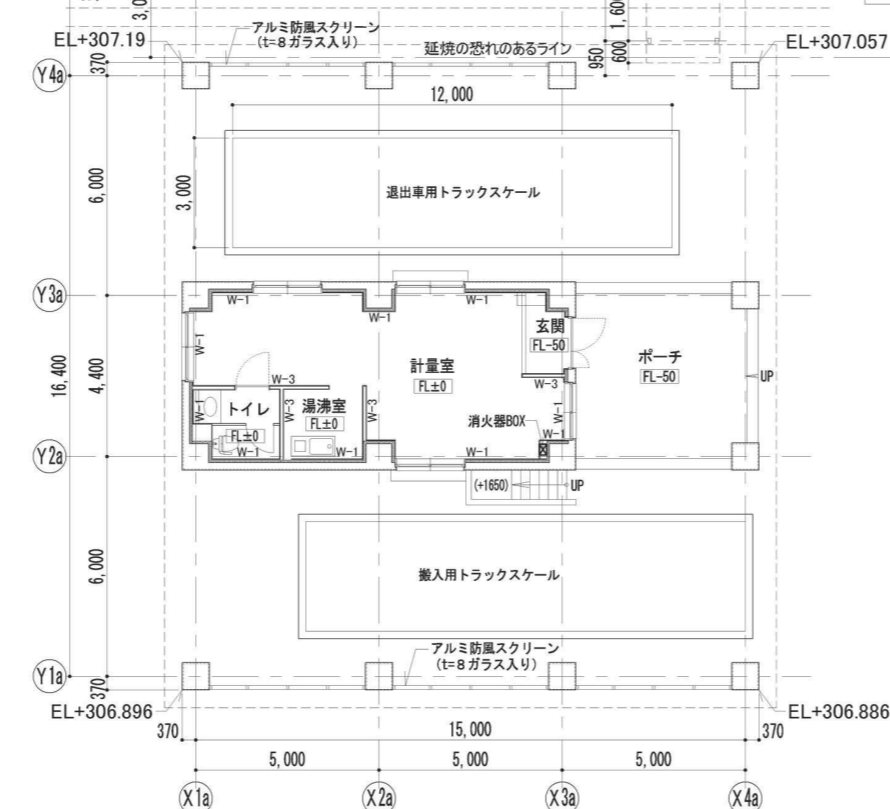 3,0
1,60
アルミ防風スクリーン
(t=8ガラス入り)
EL+307.19
延焼の恐れのあるライン
950
600
EL+307.057
370
Y4a
12,000
6,000
3,000
退出車用トラックスケール
Y3a
W-1
W-1
W-1
玄関
FL-50
W-1
計量室
FL±0
ポーチ
FL-50
UP
16,400
4,400
W-3
W-3
W-1
トイレ
FL±0
W-1
W-3
湯沸室
FL±0
W-1
W-3
消火器BOX
W-1
W-1
W-1
Y2a
(+1650)
UP
6,000
搬入用トラックスケール
アルミ防風スクリーン
(t=8ガラス入り)
Y1a
370
EL+306.896
EL+306.886
370
15,000
370
5,000
5,000
5,000
X1a
X2a
X3a
X4a